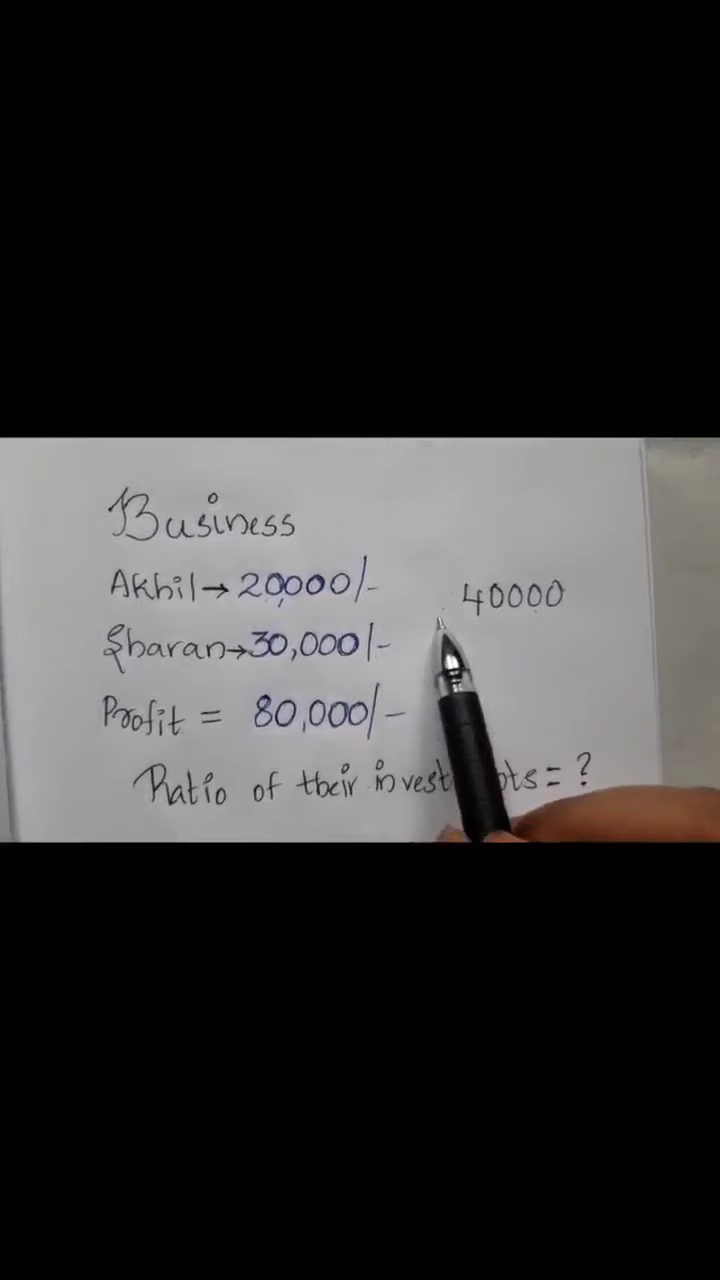 Business
Akhil → 20,000/-
40000
Sharan → 30,000/-
Profit = 80,000/-
Ratio of their = ?